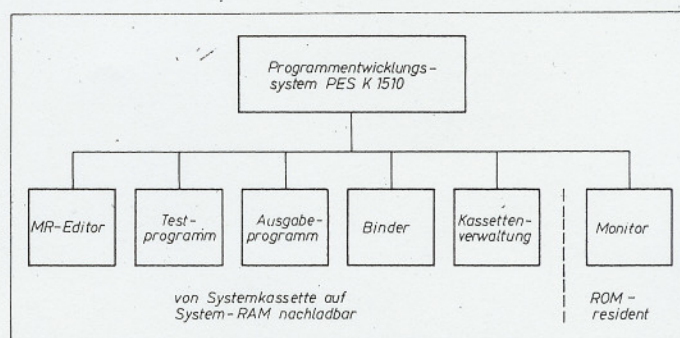 Programmentwicklungs-
system PES K 1510
MR-Editor
Test-
programm
Ausgabe-
programm
Binder
Kassetten-
verwaltung
Monitor
von Systemkassette auf
System-RAM nachladbar
ROM-
resident